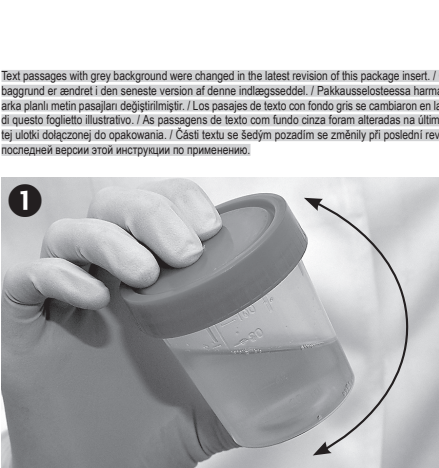 Text passages with grey background were changed in the latest revision of this package insert. /
baggrund er ændret i den seneste version af denne indlægsseddel. / Pakkausselosteessa harma
arka planlı metin pasajları değiştirilmiştir. / Los pasajes de texto con fondo gris se cambiaron en la
di questo foglietto illustrativo. / As passagens de texto com fundo cinza foram alteradas na últim
tej ulotki dołączonej do opakowania. / Části textu se šedým pozadím se změnily při poslední rev
последней версии этой инструкции по применению.
1
80